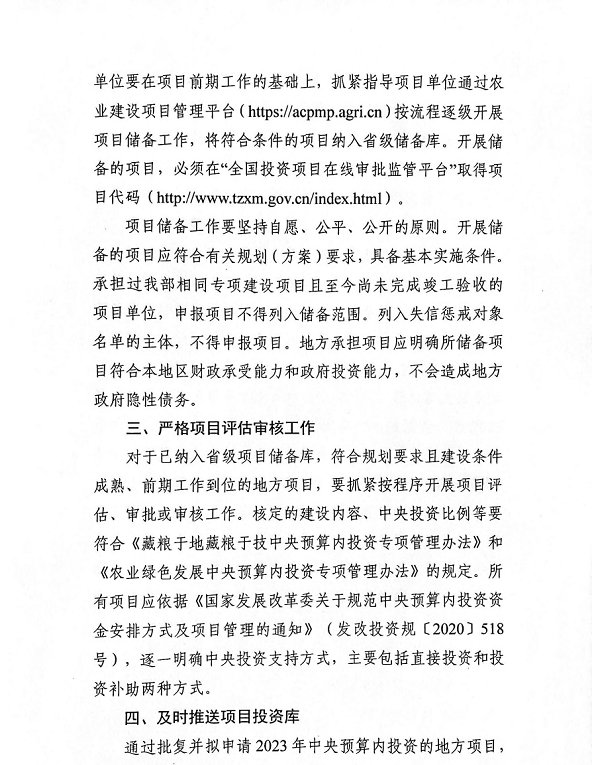 单位要在项目前期工作的基础上，抓紧指导项目单位通过农
业建设项目管理平台（https://acpmp.agri.cn）按流程逐级开展
项目储备工作，将符合条件的项目纳入省级储备库。开展储
备的项目，必须在“全国投资项目在线审批监管平台”取得项
目代码（http://www.tzxm.gov.cn/index.html）。
项目储备工作要坚持自愿、公平、公开的原则。开展储
备的项目应符合有关规划（方案）要求，具备基本实施条件。
承担过我部相同专项建设项目且至今尚未完成竣工验收的
项目单位，申报项目不得列入储备范围。列入失信惩戒对象
名单的主体，不得申报项目。地方承担项目应明确所储备项
目符合本地区财政承受能力和政府投资能力，不会造成地方
政府隐性债务。
三、严格项目评估审核工作
对于已纳入省级项目储备库，符合规划要求且建设条件
成熟、前期工作到位的地方项目，要抓紧按程序开展项目评
估、审批或审核工作。核定的建设内容、中央投资比例等要
符合《藏粮于地藏粮于技中央预算内投资专项管理办法》和
《农业绿色发展中央预算内投资专项管理办法》的规定。所
有项目应依据《国家发展改革委关于规范中央预算内投资资
金安排方式及项目管理的通知》（发改投资规〔2020〕518
号），逐一明确中央投资支持方式，主要包括直接投资和投
资补助两种方式。
四、及时推送项目投资库
通过批复并拟申请 2023 年中央预算内投资的地方项目，